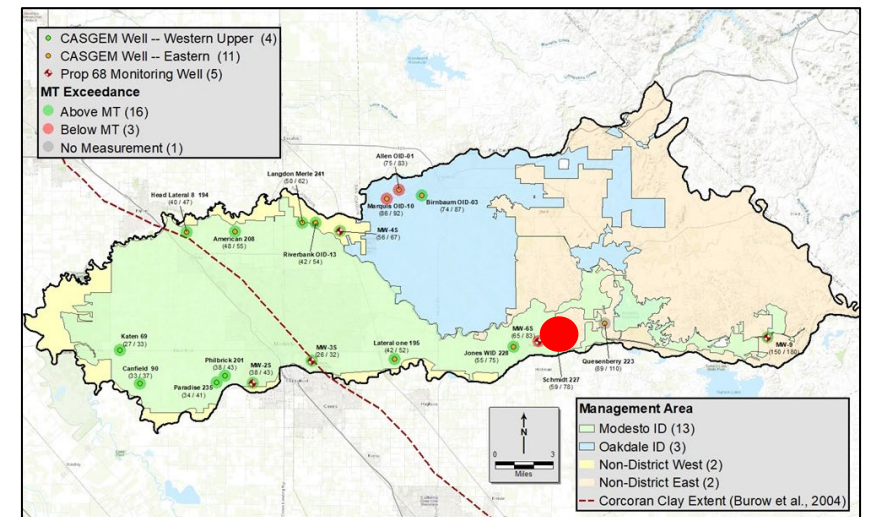 CASGEM Well -- Western Upper (4)
CASGEM Well -- Eastern (11)
Prop 68 Monitoring Well (5)
MT Exceedance
Above MT (16)
Below MT (3)
No Measurement (1)
Allen OID-01
(75 / 83)
Langdon Merle 241
(50 / 62)
Head Lateral 8 194
(40 / 47)
Marquis OID-10
(86 / 92)
Birnbaum OID-03
(74 / 87)
MW-4S
(56 / 67)
American 208
(48 / 55)
Riverbank OID-13
(42 / 54)
MW-6S
(65 / 83)
Katen 69
(27 / 33)
MW-3S
(26 / 32)
Lateral one 195
(42 / 52)
Jones WID 228
(55 / 75)
MW-9
(150 / 180)
Philbrick 201
(38 / 43)
MW-2S
(38 / 43)
Quesenberry 223
(89 / 110)
Canfield 90
(33 / 37)
Paradise 235
(34 / 41)
Schmidt 227
(59 / 78)
N
0 3
Miles
Management Area
Modesto ID (13)
Oakdale ID (3)
Non-District West (2)
Non-District East (2)
Corcoran Clay Extent (Burow et al., 2004)